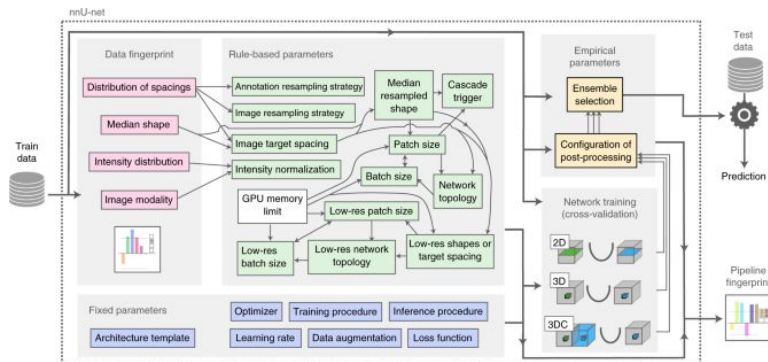 nnU-net
Data fingerprint
Distribution of spacings
Median shape
Intensity distribution
Image modality
Rule-based parameters
Annotation resampling strategy
Image resampling strategy
Image target spacing
Intensity normalization
Median
resampled
shape
Cascade
trigger
Patch size
Batch size
Network
topology
GPU memory
limit
Low-res patch size
Low-res
batch size
Low-res network
topology
Low-res shapes or
target spacing
Fixed parameters
Architecture template
Optimizer
Training procedure
Inference procedure
Learning rate
Data augmentation
Loss function
Empirical
parameters
Ensemble
selection
Configuration of
post-processing
Network training
(cross-validation)
2D
3D
3DC
Train
data
Test
data
Prediction
Pipeline
fingerprint